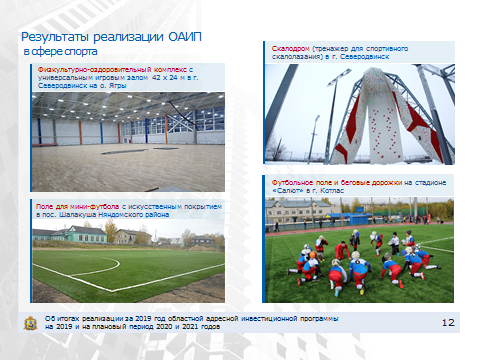 Результаты реализации ОАИП
в сфере спорта
Физкультурно-оздоровительный комплекс с
универсальным игровым залом 42 х 24 м в г.
Северодвинск на о. Ягры
Скалодром (тренажер для спортивного
скалолазания) в г. Северодвинск
Поле для мини-футбола с искусственным покрытием
в пос. Шалакуша Няндомского района
Футбольное поле и беговые дорожки на стадионе
«Салют» в г. Котлас
Об итогах реализации за 2019 год областной адресной инвестиционной программы
на 2019 и на плановый период 2020 и 2021 годов
12